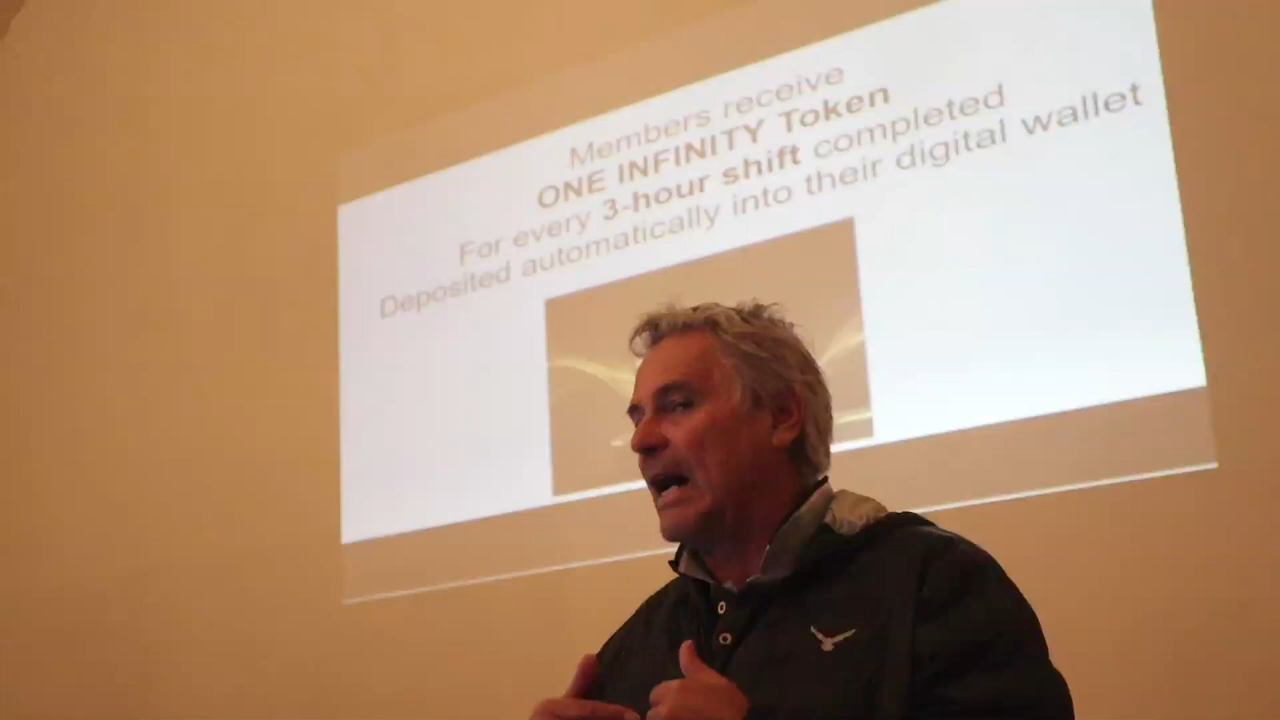 Members receive
ONE INFINITY Token
For every 3-hour shift completed
Deposited automatically into their digital wallet